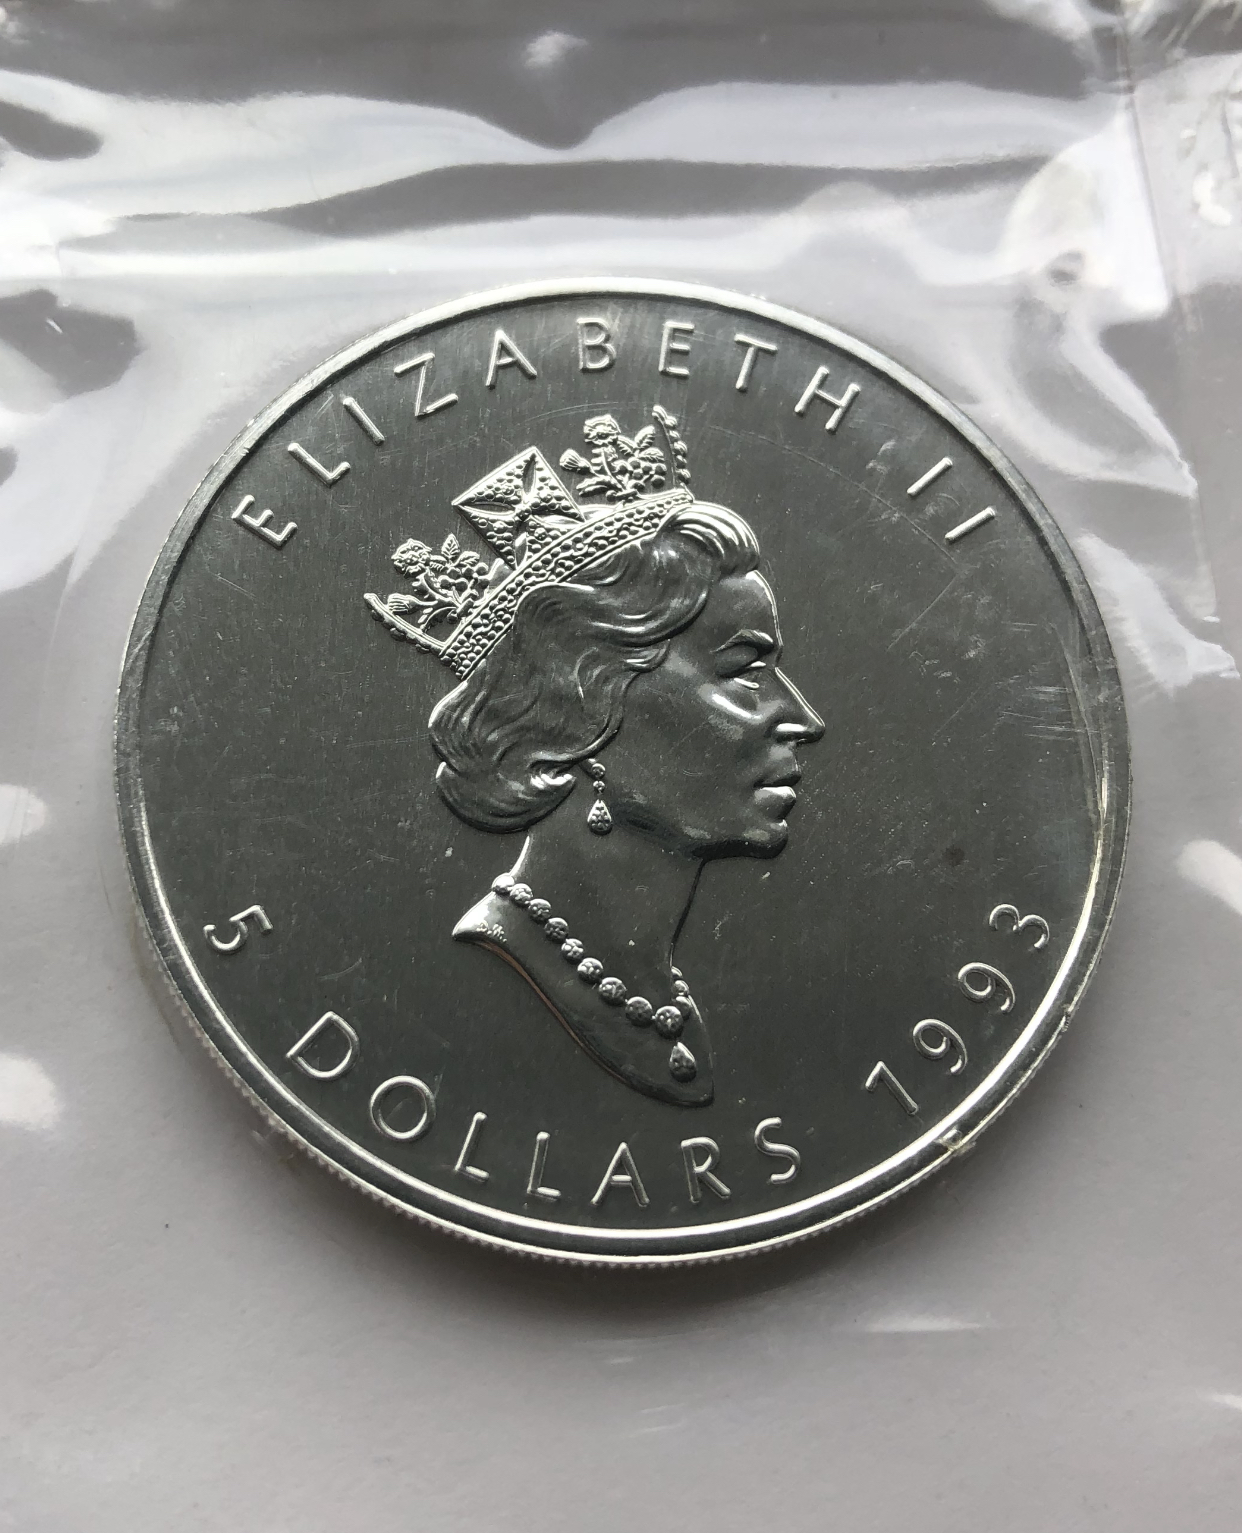 ELIZABETH II
D.H.
5 DOLLARS 1993